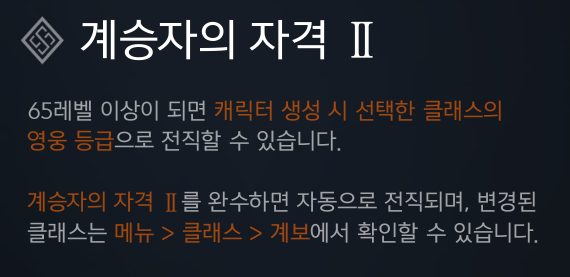 계승자의 자격 Ⅱ
65레벨 이상이 되면 캐릭터 생성 시 선택한 클래스의
영웅 등급으로 전직할 수 있습니다.
계승자의 자격 Ⅱ를 완수하면 자동으로 전직되며, 변경된
클래스는 메뉴 > 클래스 > 계보에서 확인할 수 있습니다.